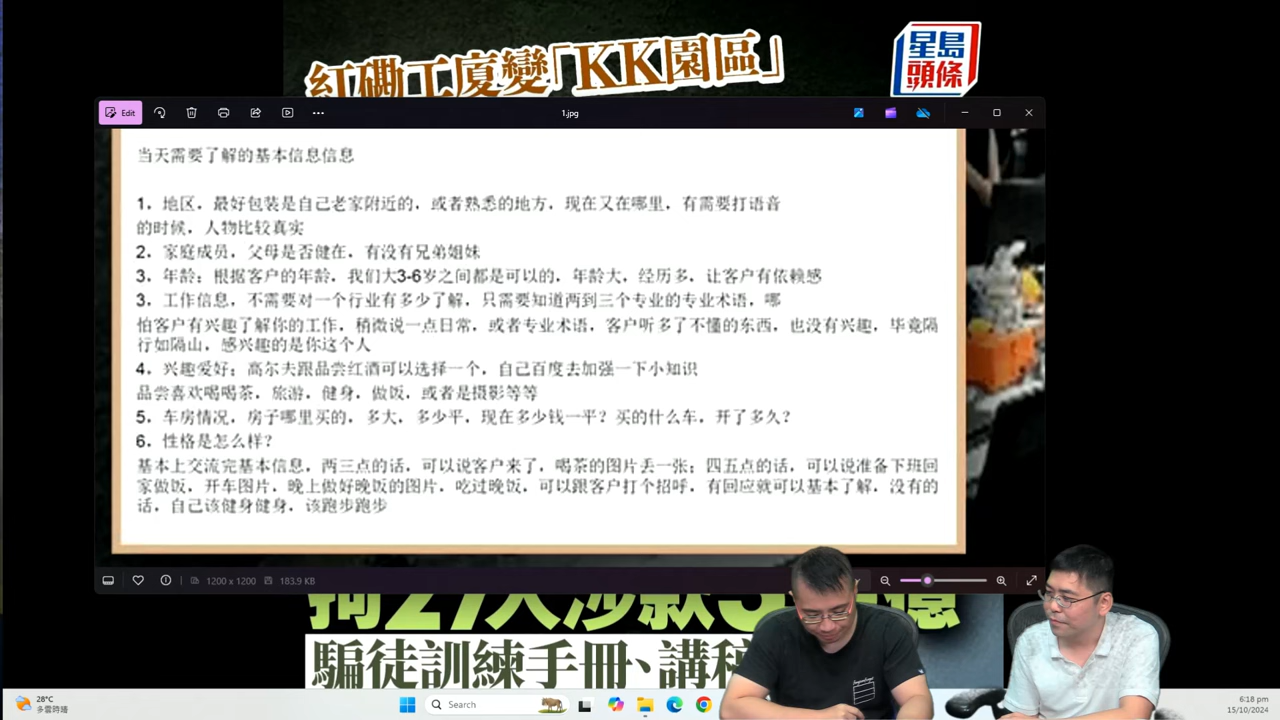 紅磡工廈變「KK園區」
星島
頭條
Edit
1.jpg
当天需要了解的基本信息信息
1. 地区，最好包装是自己老家附近的，或者熟悉的地方，现在又在哪里，有需要打语音
的时候，人物比较真实
2. 家庭成员，父母是否健在，有没有兄弟姐妹
3. 年龄：根据客户的年龄，我们大3-6岁之间都是可以的，年龄大，经历多，让客户有依赖感
3. 工作信息，不需要对一个行业有多少了解，只需要知道两到三个专业的专业术语，哪
怕客户有兴趣了解你的工作，稍微说一点日常，或者专业术语，客户听多了不懂的东西，也没有兴趣，毕竟隔
行如隔山，感兴趣的是你这个人
4. 兴趣爱好：高尔夫跟品尝红酒可以选择一个，自己百度去加强一下小知识
品尝喜欢喝喝茶，旅游，健身，做饭，或者是摄影等等
5. 车房情况，房子哪里买的，多大，多少平，现在多少钱一平？买的什么车，开了多久？
6. 性格是怎么样？
基本上交流完基本信息，两三点的话，可以说客户来了，喝茶的图片丢一张；四五点的话，可以说准备下班回
家做饭，开车图片，晚上做好晚饭的图片，吃过晚饭，可以跟客户打个招呼，有回应就可以基本了解，没有的
话，自己该健身健身，该跑步跑步
1200 x 1200
183.9 KB
拘27人涉款3
億
騙徒訓練手冊、講稿
28°C
多雲時晴
Search
6:18 pm
15/10/2024